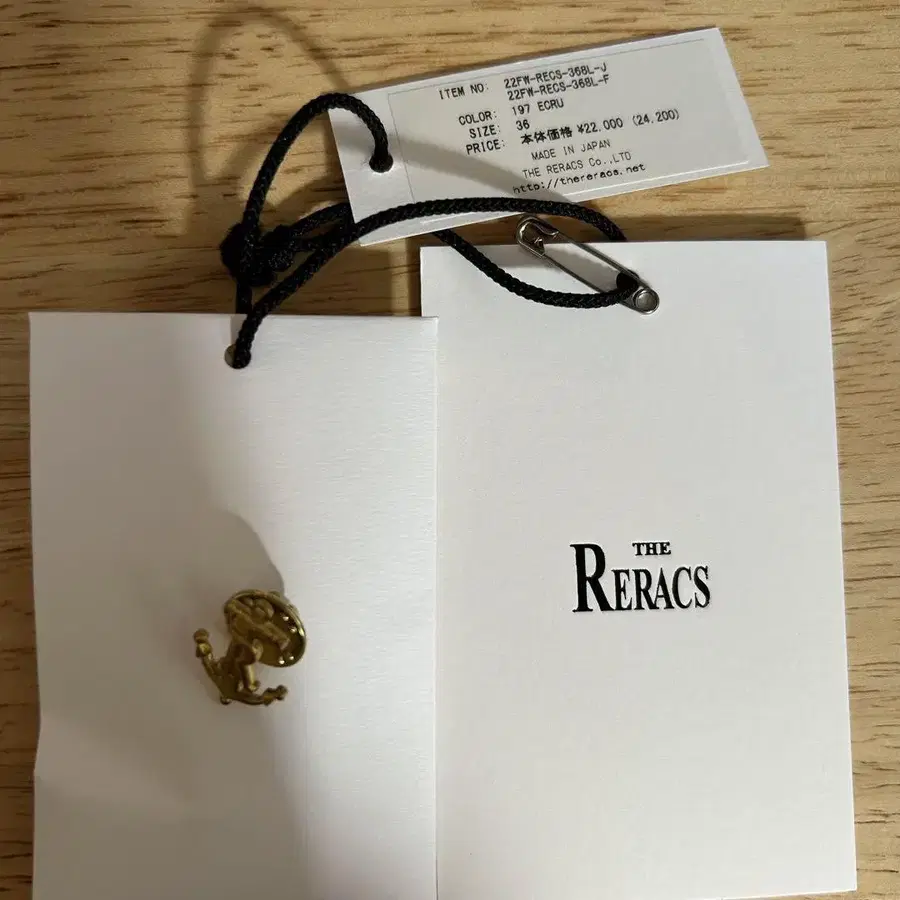 ITEM NO: 22FW-RECS-368L-J
22FW-RECS-368L-F
COLOR: 197 ECRU
SIZE: 36
PRICE: 本体価格 ¥22,000 (24,200)
MADE IN JAPAN
THE RERACS Co.,LTD
http://thereracs.net
THE
RERACS